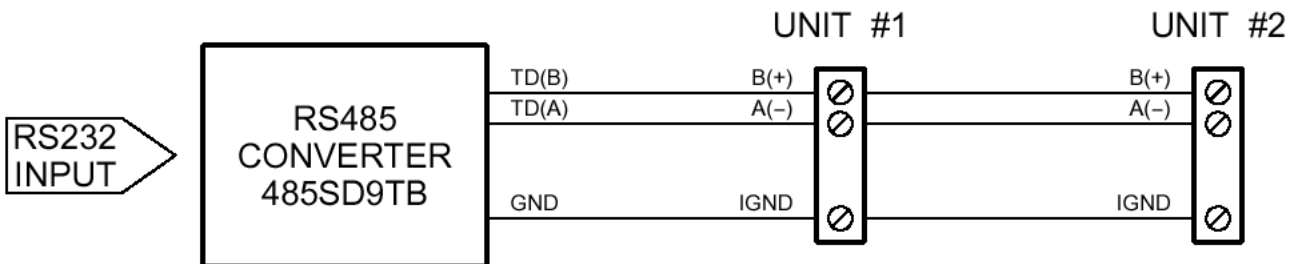 UNIT #1
UNIT #2
RS232
INPUT
RS485
CONVERTER
485SD9TB
TD(B)
B(+)
B(+)
TD(A)
A(−)
A(−)
GND
IGND
IGND